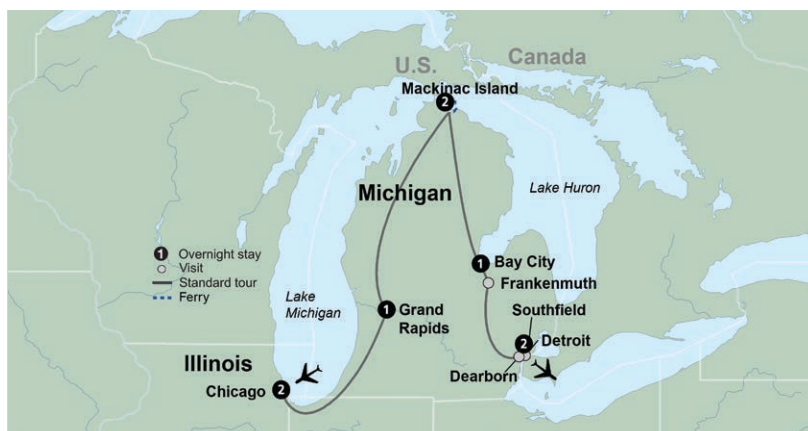 U.S.
Canada
Mackinac Island
2
Michigan
Lake Huron
1 Overnight stay
Visit
Standard tour
Ferry
1 Bay City
Frankenmuth
Lake
Michigan
1 Grand
Rapids
Southfield
2
Detroit
Dearborn
Illinois
Chicago 2